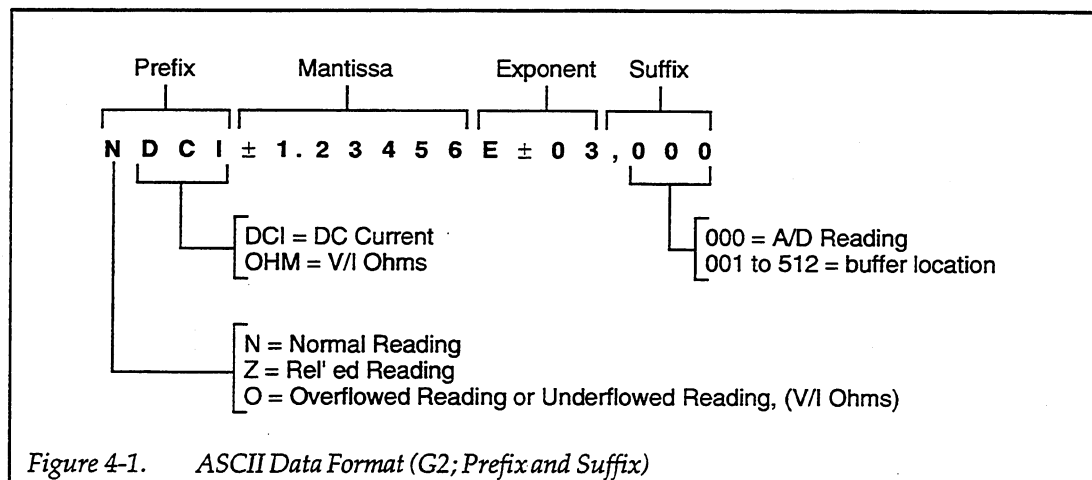 Prefix Mantissa Exponent Suffix
N D C I ± 1 . 2 3 4 5 6 E ± 0 3 , 0 0 0
DCI = DC Current
OHM = V/I Ohms
000 = A/D Reading
001 to 512 = buffer location
N = Normal Reading
Z = Rel' ed Reading
O = Overflowed Reading or Underflowed Reading, (V/I Ohms)
Figure 4-1. ASCII Data Format (G2; Prefix and Suffix)